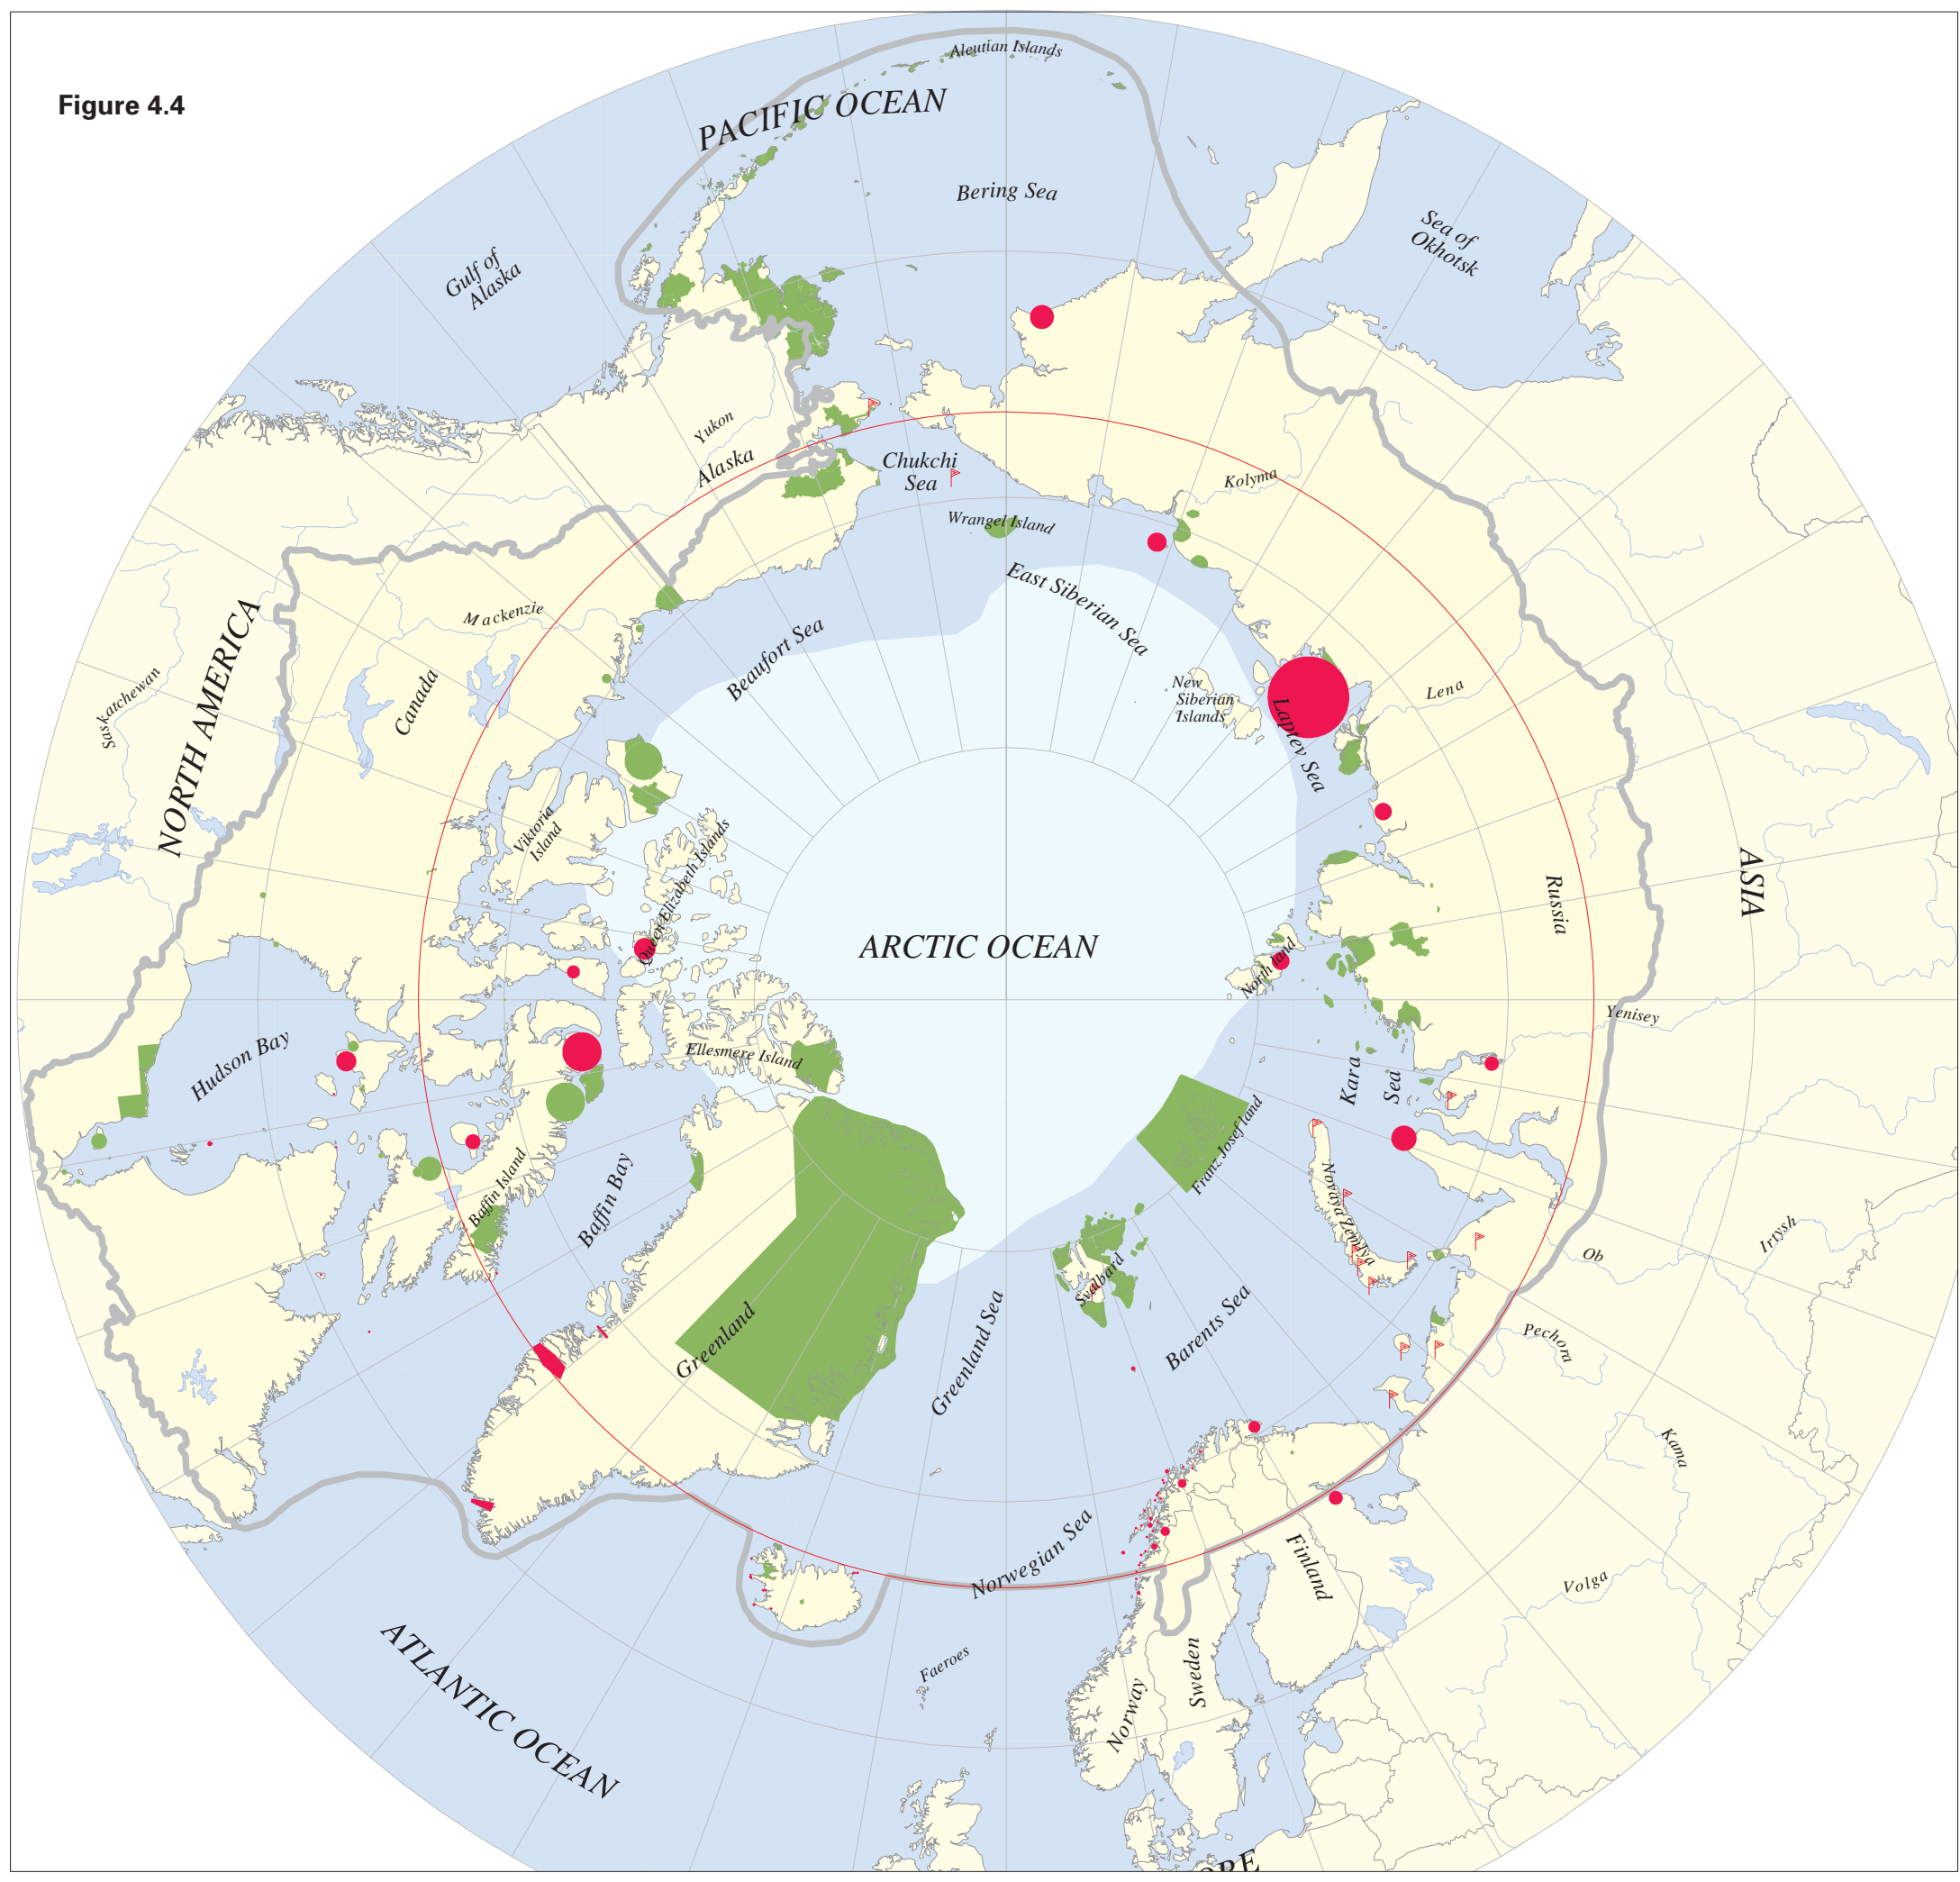 Figure 4.4
Aleutian Islands
PACIFIC OCEAN
Bering Sea
Sea of
Okhotsk
Gulf of
Alaska
Yukon
Alaska
Chukchi
Sea
Kolyma
Wrangel Island
East Siberian Sea
Mackenzie
Beaufort Sea
NORTH AMERICA
Canada
Saskatchewan
New
Siberian
Islands
Laptev Sea
Lena
Viktoria
Island
Queen Elizabeth Islands
ASIA
Russia
ARCTIC OCEAN
North land
Yenisey
Hudson Bay
Ellesmere Island
Kara
Sea
Franz Josef land
Novaya Zemlya
Baffin Island
Baffin Bay
Irtysh
Ob
Svalbard
Greenland
Greenland Sea
Barents Sea
Pechora
Kama
Norwegian Sea
Finland
Volga
ATLANTIC OCEAN
Faeroes
Sweden
Norway
OPE